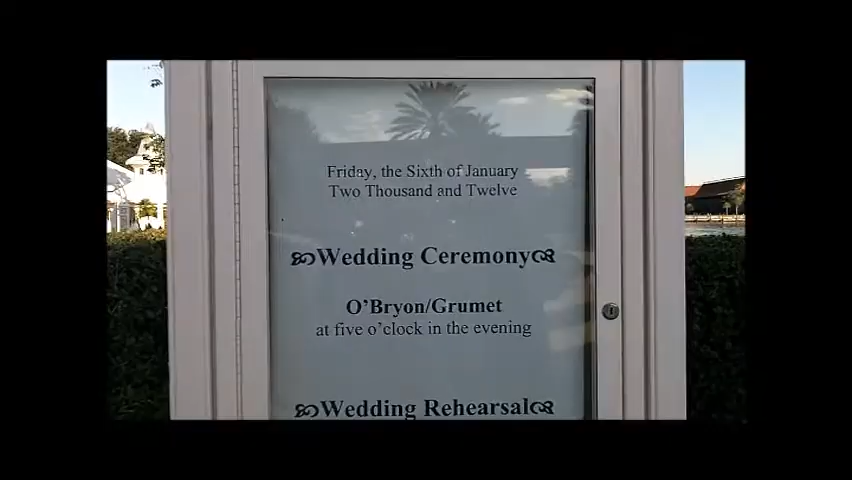 Friday, the Sixth of January
Two Thousand and Twelve
Wedding Ceremony
O'Bryon/Grumet
at five o'clock in the evening
Wedding Rehearsal